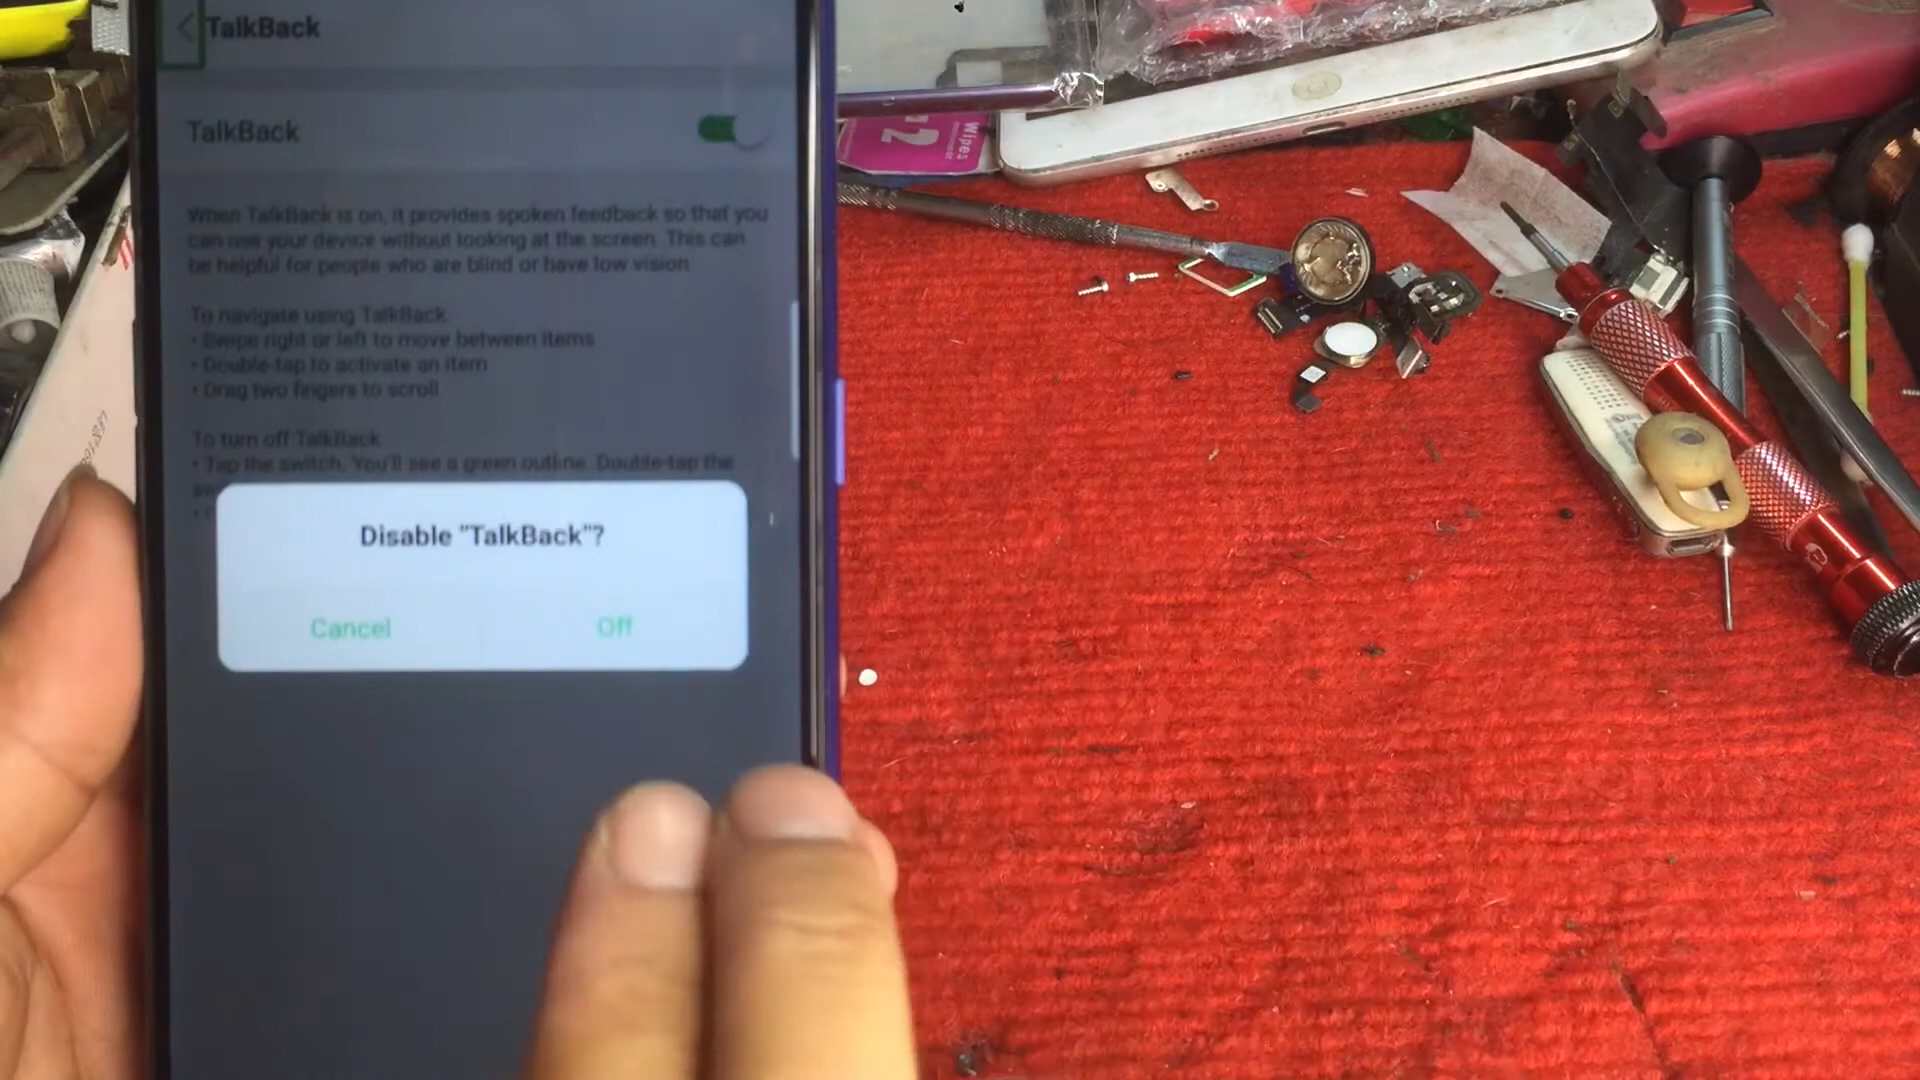 TalkBack
TalkBack
When TalkBack is on, it provides spoken feedback so that you
can use your device without looking at the screen. This can
be helpful for people who are blind or have low vision
To navigate using TalkBack
• Swipe right or left to move between items
• Double-tap to activate an item
• Drag two fingers to scroll
To turn off TalkBack
• Tap the switch. You'll see a green outline. Double-tap the
Disable "TalkBack"?
Cancel
Off
2
Wipes